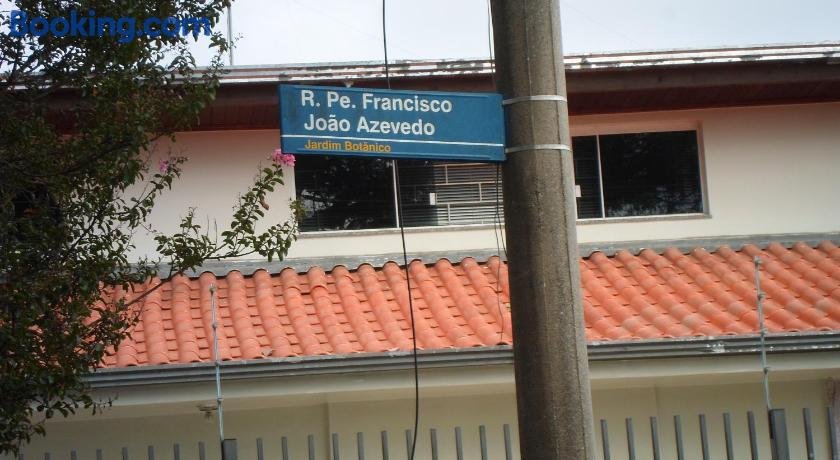 Booking.com
R. Pe. Francisco
João Azevedo
Jardim Botânico